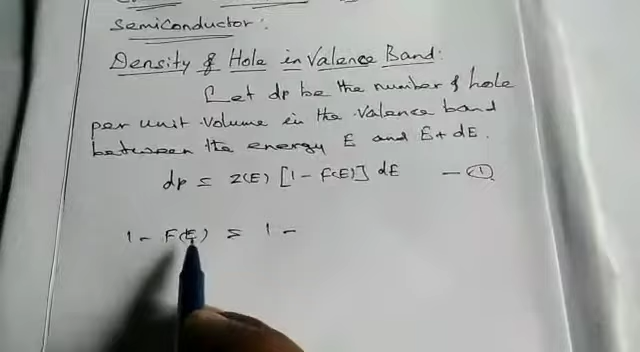 Semiconductor:
Density of Hole in Valence Band:
Let dp be the number of hole
per unit volume in the valence band
between the energy E and E+dE.
dp = Z(E) [1 - F(E)] dE — ①
1 - F(E) = 1 -